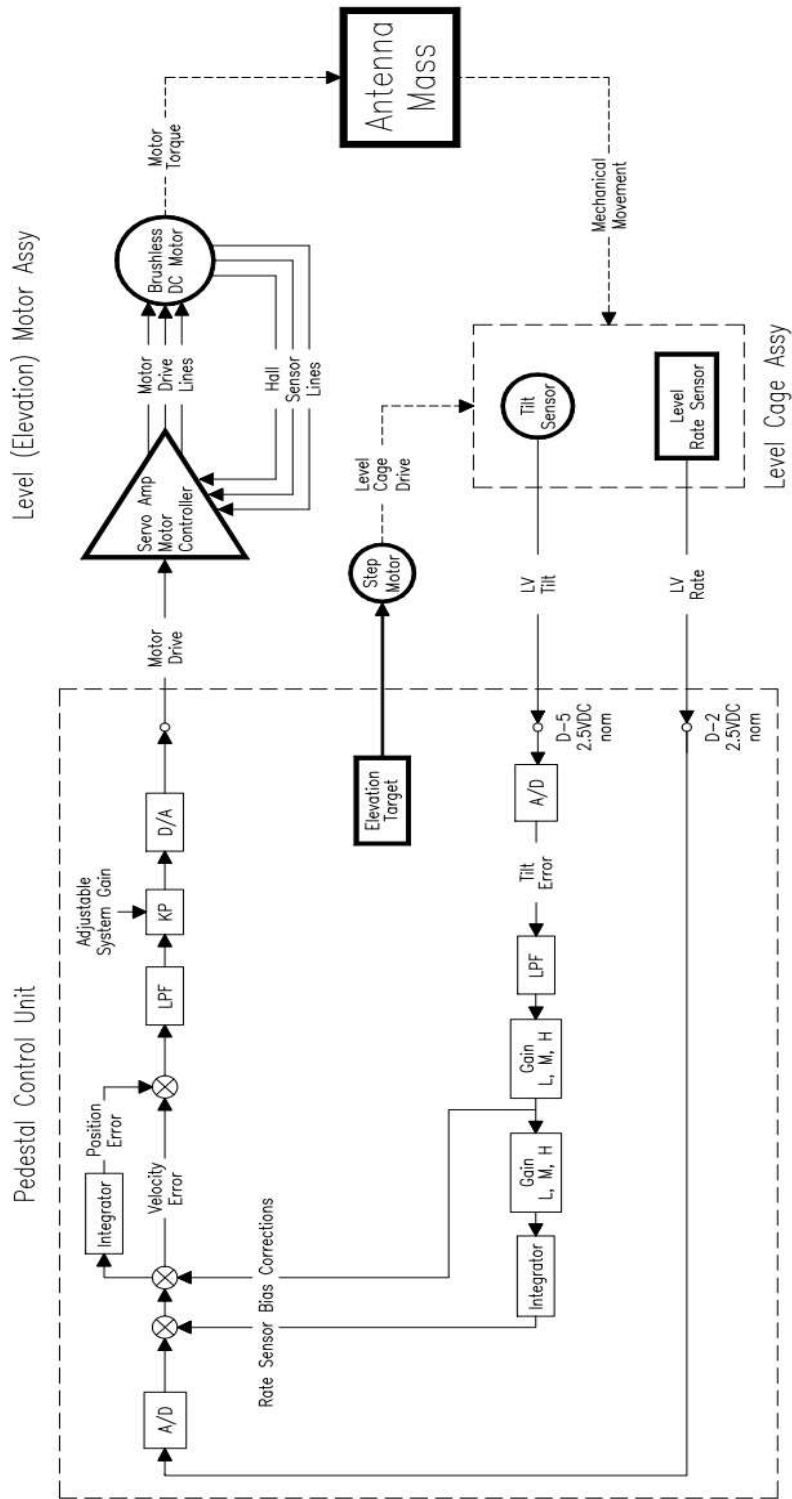 Pedestal Control Unit
Level (Elevation) Motor Assy
Adjustable
System Gain
Position
Error
Integrator
Velocity
Error
A/D
LPF
KP
D/A
Motor
Drive
Servo Amp
Motor
Controller
Motor
Drive
Lines
Hall
Sensor
Lines
Brushless
DC Motor
Motor
Torque
Antenna
Mass
Mechanical
Movement
Rate Sensor Bias Corrections
Elevation
Target
Step
Motor
Level
Cage
Drive
Integrator
Gain
L, M, H
Gain
L, M, H
LPF
Tilt
Error
A/D
D-5
2.5VDC
nom
LV
Tilt
Tilt
Sensor
D-2
2.5VDC
nom
LV
Rate
Level
Rate Sensor
Level Cage Assy